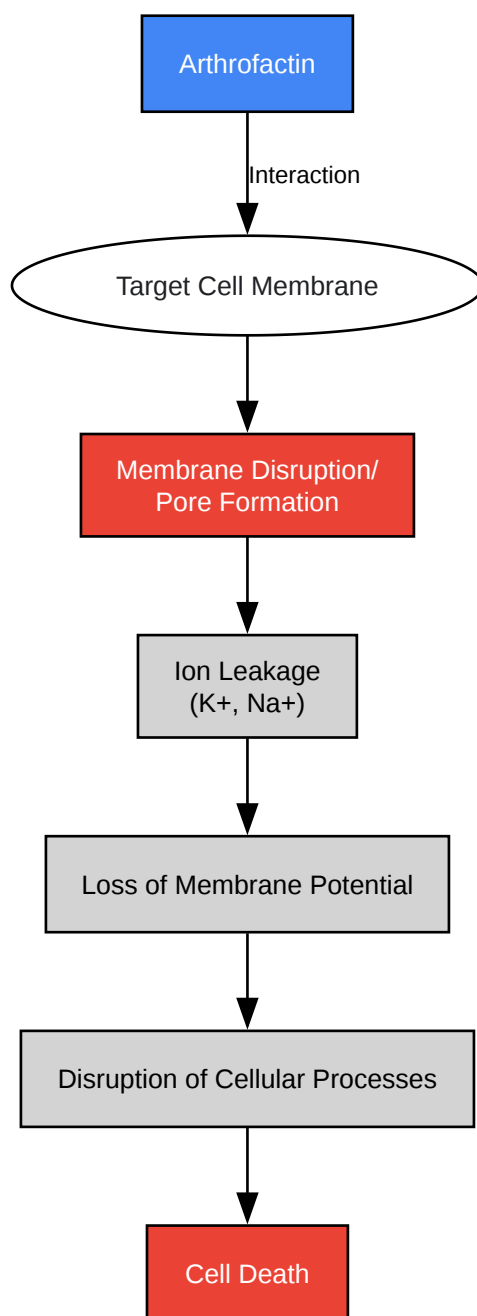 Arthrofactin
Interaction
Target Cell Membrane
Membrane Disruption/
Pore Formation
Ion Leakage
(K+, Na+)
Loss of Membrane Potential
Disruption of Cellular Processes
Cell Death